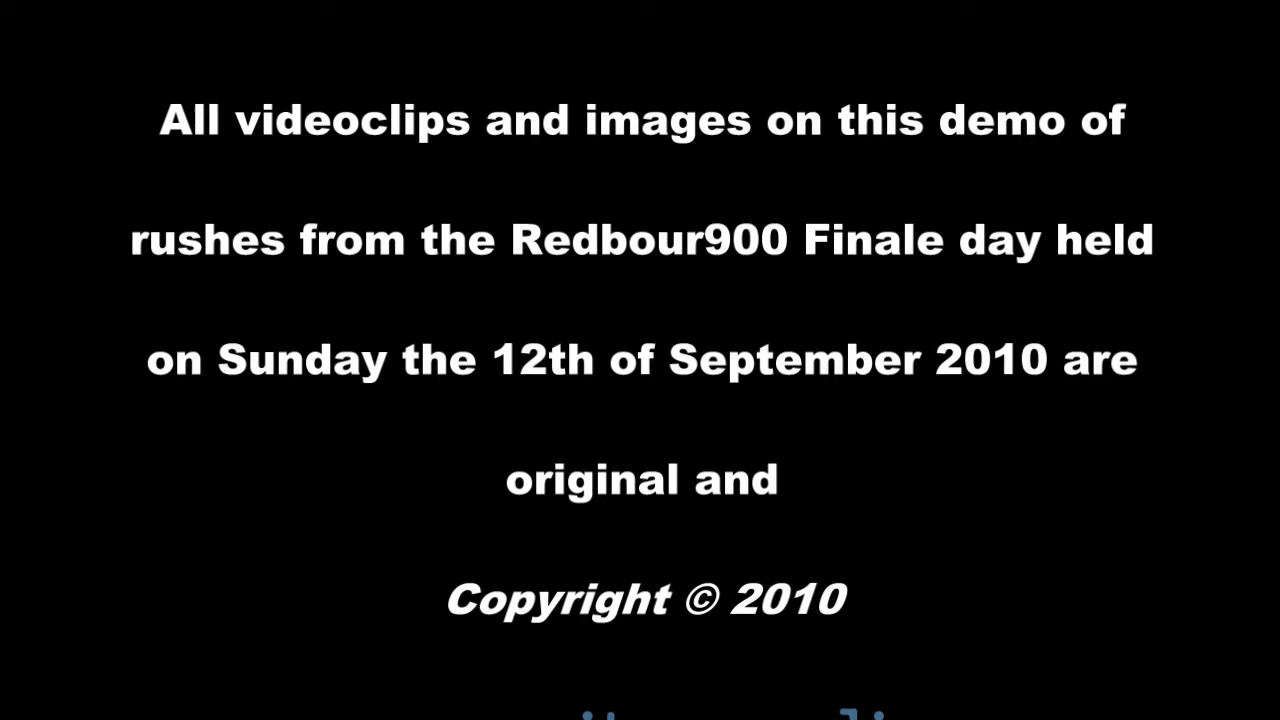 All videoclips and images on this demo of
rushes from the Redbour900 Finale day held
on Sunday the 12th of September 2010 are
original and
Copyright © 2010